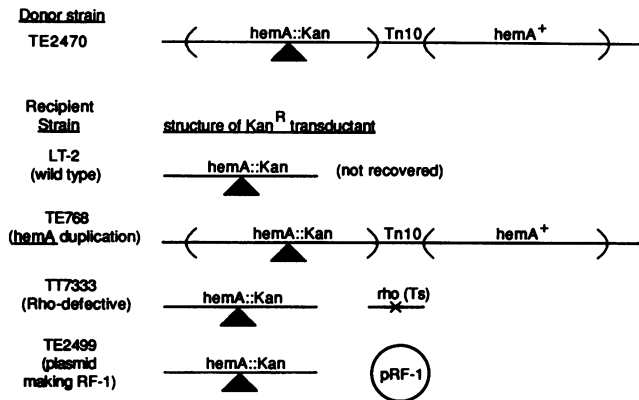 Donor strain
TE2470
hemA::Kan
Tn10
hemA+
Recipient
Strain
structure of KanR transductant
LT-2
(wild type)
hemA::Kan
(not recovered)
TE768
(hemA duplication)
hemA::Kan
Tn10
hemA+
TT7333
(Rho-defective)
hemA::Kan
rho (Ts)
TE2499
(plasmid
making RF-1)
hemA::Kan
pRF-1